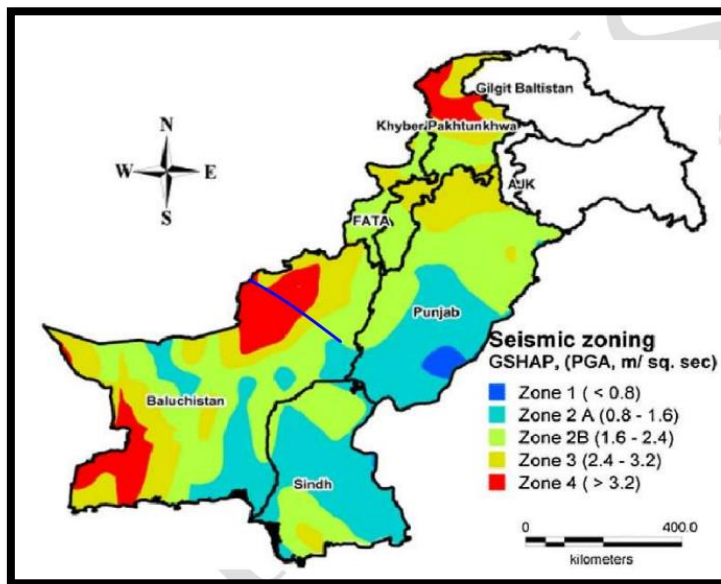 Gilgit Baltistan
Khyber Pakhtunkhwa
N
W E
S
AJK
FATA
Punjab
Baluchistan
Sindh
Seismic zoning
GSHAP, (PGA, m/ sq. sec)
Zone 1 ( < 0.8)
Zone 2 A (0.8 - 1.6)
Zone 2B (1.6 - 2.4)
Zone 3 (2.4 - 3.2)
Zone 4 ( > 3.2)
0 400.0
kilometers